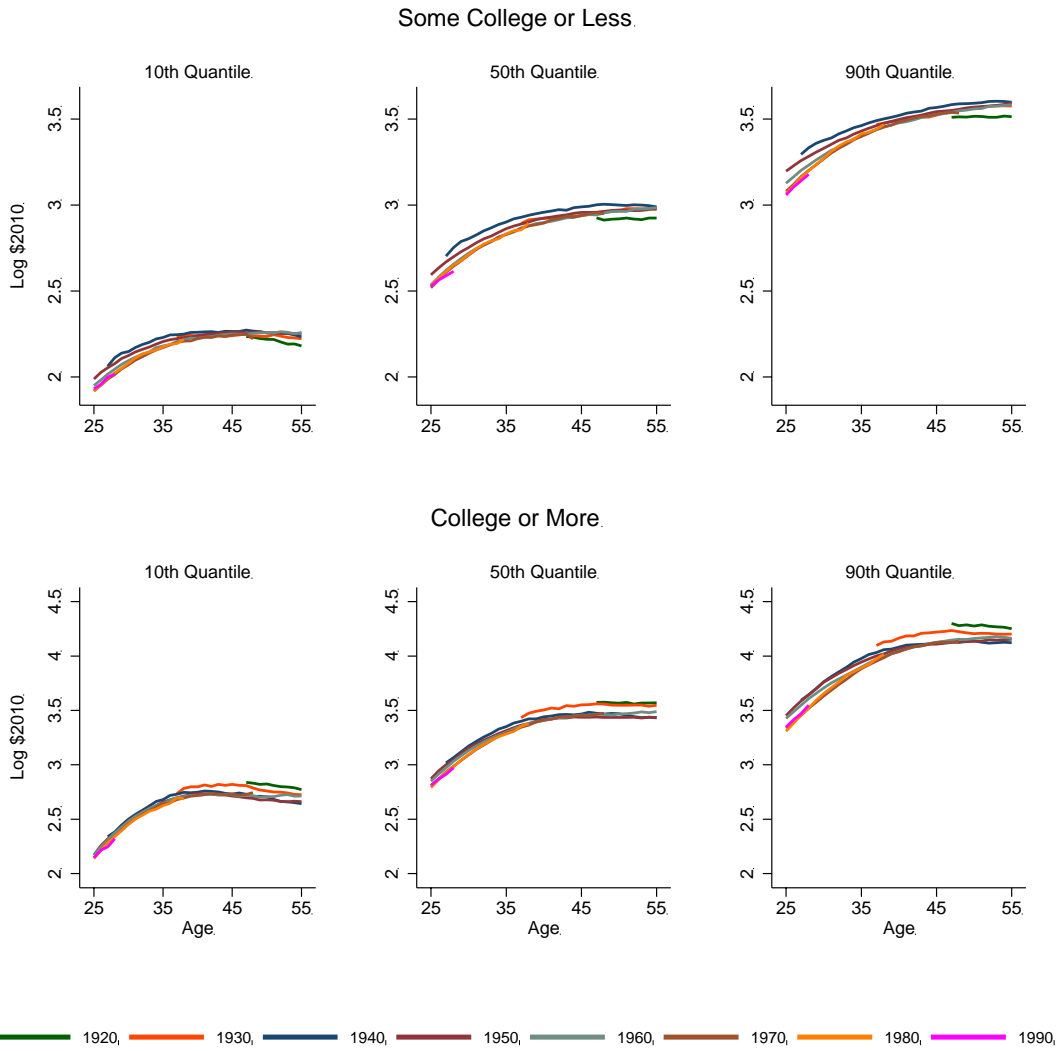 Some College or Less
10th Quantile 50th Quantile 90th Quantile
Log $2010
3.5 3.5 3.5
3 3 3
2.5 2.5 2.5
2 2 2
25 35 45 55 25 35 45 55 25 35 45 55
College or More
10th Quantile 50th Quantile 90th Quantile
Log $2010
4.5 4.5 4.5
4 4 4
3.5 3.5 3.5
3 3 3
2.5 2.5 2.5
2 2 2
25 35 45 55 25 35 45 55 25 35 45 55
Age Age Age
1920 1930 1940 1950 1960 1970 1980 1990